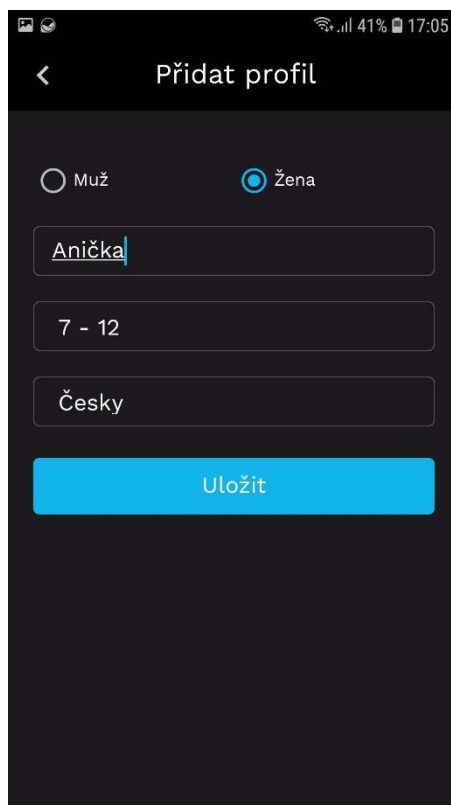 41% 17:05
Přidat profil
Muž Žena
Anička
7 - 12
Česky
Uložit